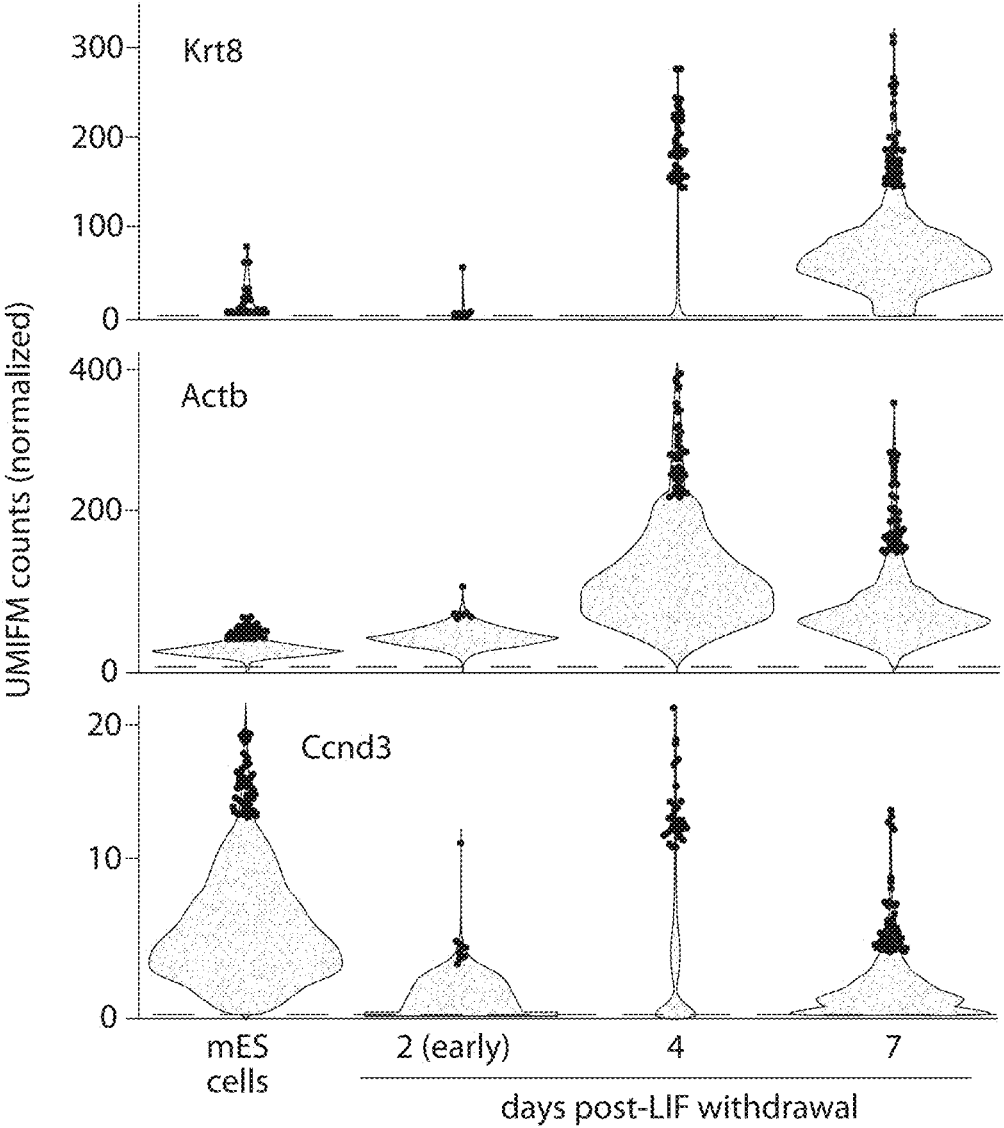 UMIFM counts (normalized)
Krt8
300
200
100
0
Actb
400
200
0
Ccnd3
20
10
0
mES cells
2 (early)
4
7
days post-LIF withdrawal